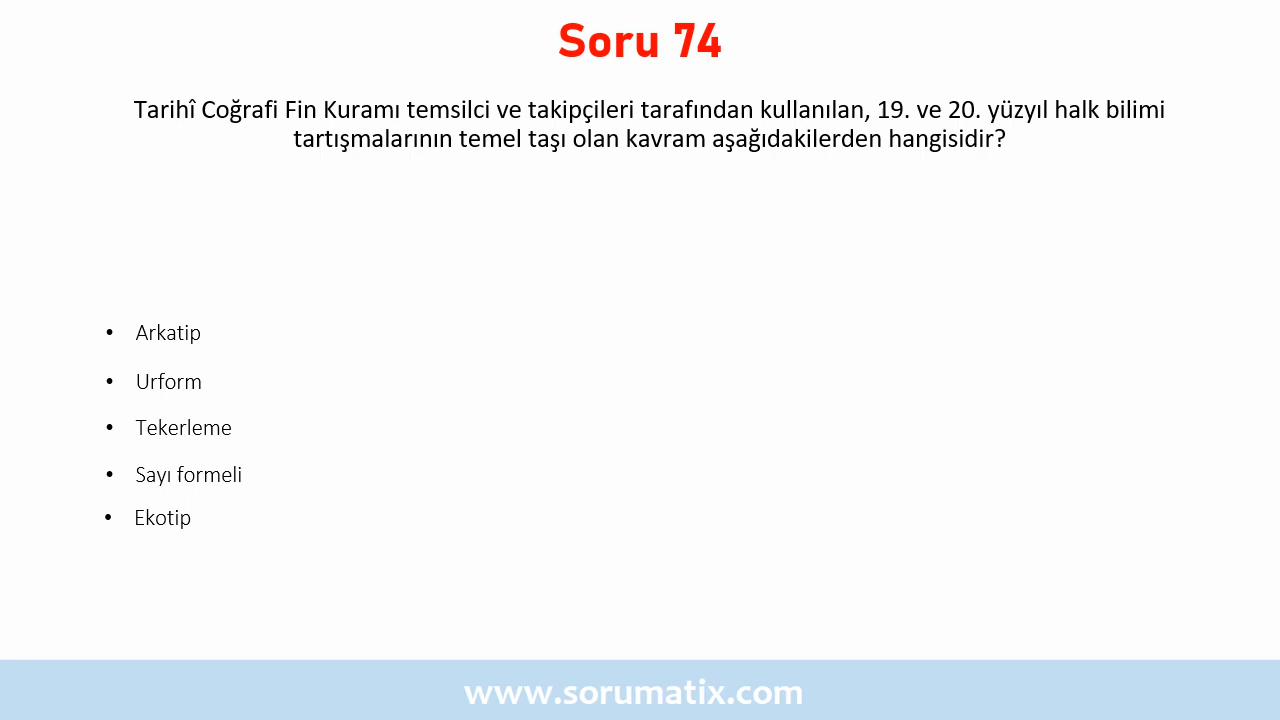 Soru 74
Tarihî Coğrafi Fin Kuramı temsilci ve takipçileri tarafından kullanılan, 19. ve 20. yüzyıl halk bilimi
tartışmalarının temel taşı olan kavram aşağıdakilerden hangisidir?
• Arkatip
• Urform
• Tekerleme
• Sayı formeli
• Ekotip
www.sorumatix.com